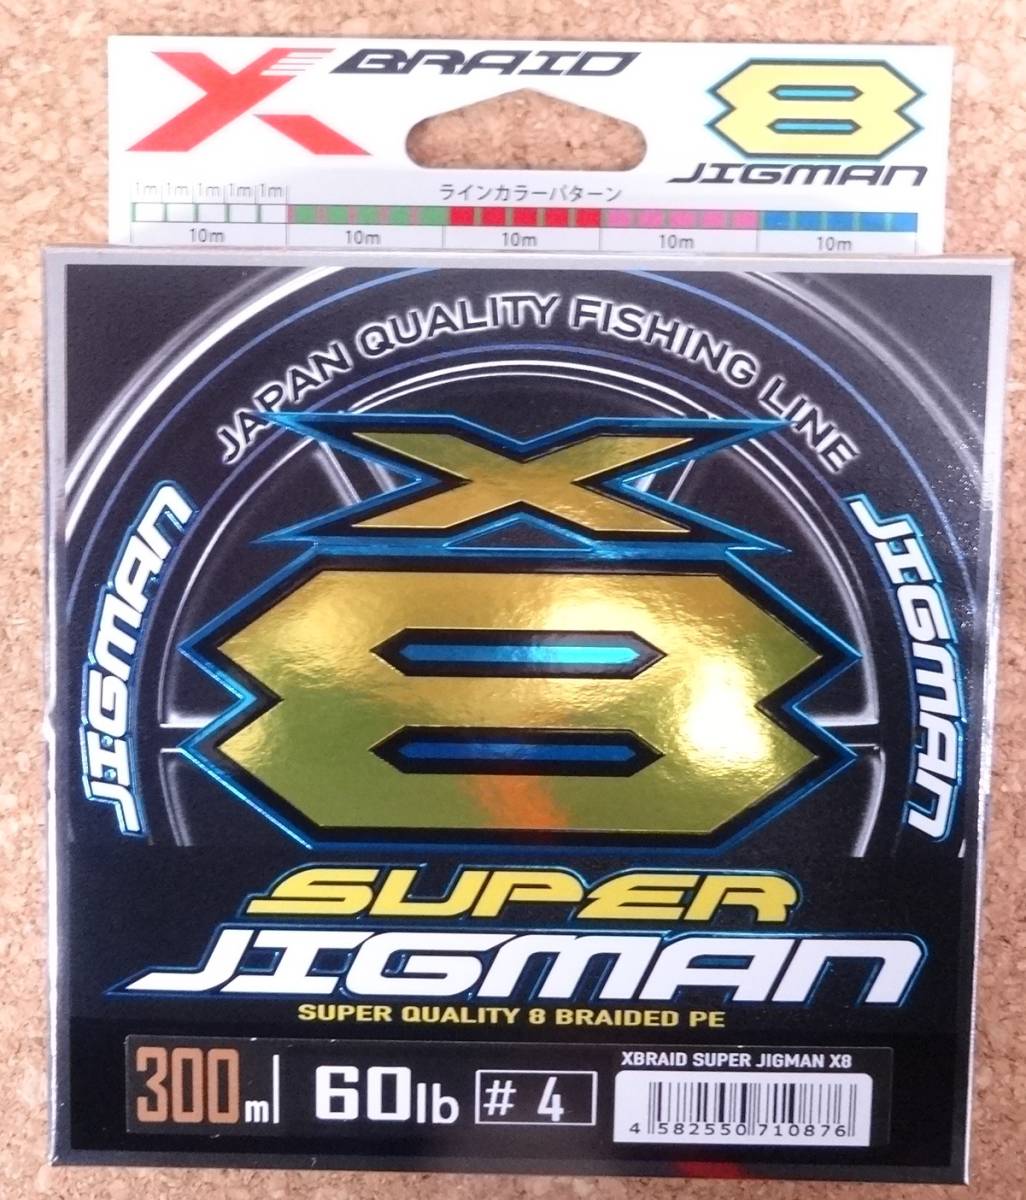 X BRAID
8
JIGMAN
ラインカラーパターン
1m 1m 1m 1m 1m
10m 10m 10m 10m 10m
JAPAN QUALITY FISHING LINE
JIGMAN
X
8
JIGMAN
SUPER
JIGMAN
SUPER QUALITY 8 BRAIDED PE
300m
60lb
#4
XBRAID SUPER JIGMAN X8
4 582550 710876